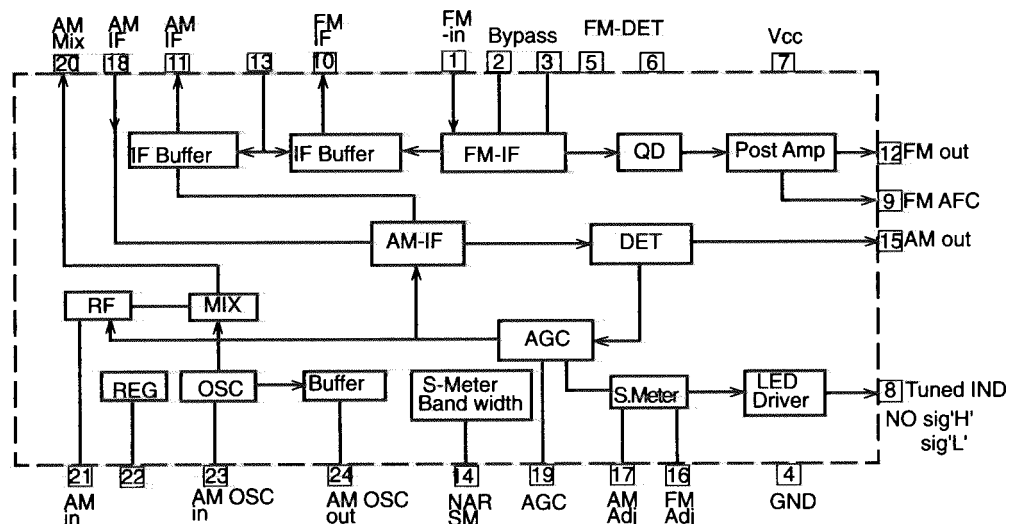 AM
Mix
AM
IF
AM
IF
FM
IF
FM
-in
Bypass
FM-DET
Vcc
20
18
11
13
10
1
2
3
5
6
7
IF Buffer
IF Buffer
FM-IF
QD
Post Amp
12 FM out
9 FM AFC
AM-IF
DET
15 AM out
RF
MIX
AGC
REG
OSC
Buffer
S-Meter
Band width
S.Meter
LED
Driver
8 Tuned IND
NO sig'H'
sig'L'
21
22
23
24
14
19
17
16
4
AM
in
AM OSC
in
AM OSC
out
NAR
SM
AGC
AM
Adj
FM
Adj
GND